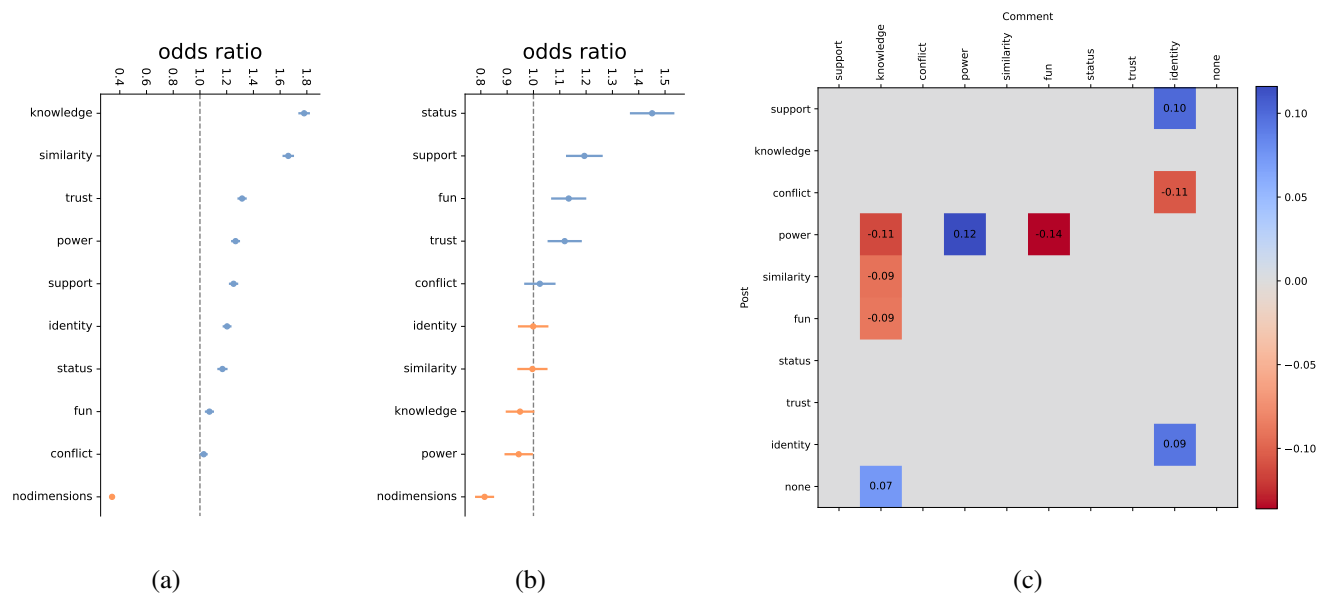 odds ratio
0.4 0.6 0.8 1.0 1.2 1.4 1.6 1.8
knowledge
similarity
trust
power
support
identity
status
fun
conflict
nodimensions
(a)
odds ratio
0.8 0.9 1.0 1.1 1.2 1.3 1.4 1.5
status
support
fun
trust
conflict
identity
similarity
knowledge
power
nodimensions
(b)
Comment
support knowledge conflict power similarity fun status trust identity none
Post
support 0.10
knowledge
conflict -0.11
power -0.11 0.12 -0.14
similarity -0.09
fun -0.09
status
trust
identity 0.09
none 0.07
0.10
0.05
0.00
−0.05
−0.10
(c)